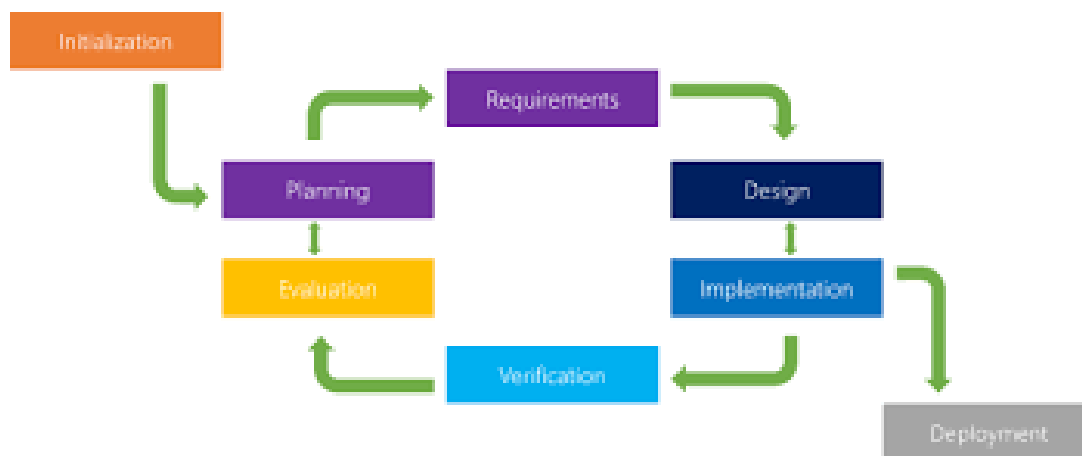 Initialization
Requirements
Planning
Design
Evaluation
Implementation
Verification
Deployment